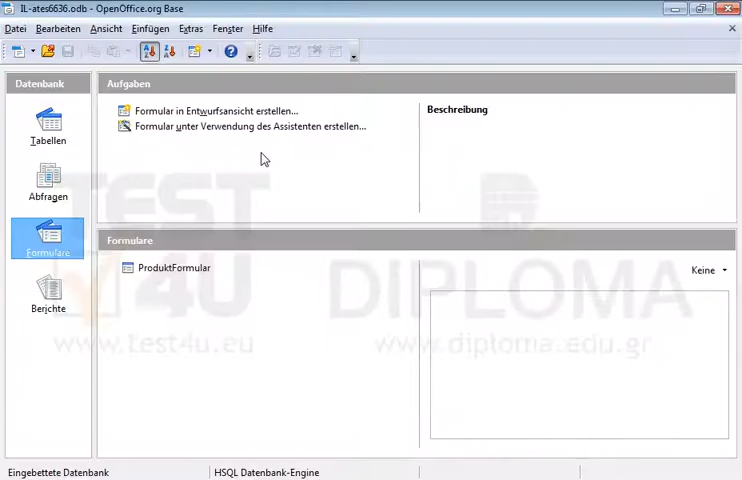 IL-ates6636.odb - OpenOffice.org Base
Datei Bearbeiten Ansicht Einfügen Extras Fenster Hilfe
Datenbank
Aufgaben
Formular in Entwurfsansicht erstellen...
Formular unter Verwendung des Assistenten erstellen...
Beschreibung
Tabellen
Abfragen
Formulare
Berichte
Formulare
ProduktFormular
Keine
TEST
4U
www.test4u.eu
DIPLOMA
www.diploma.edu.gr
Eingebettete Datenbank
HSQL Datenbank-Engine